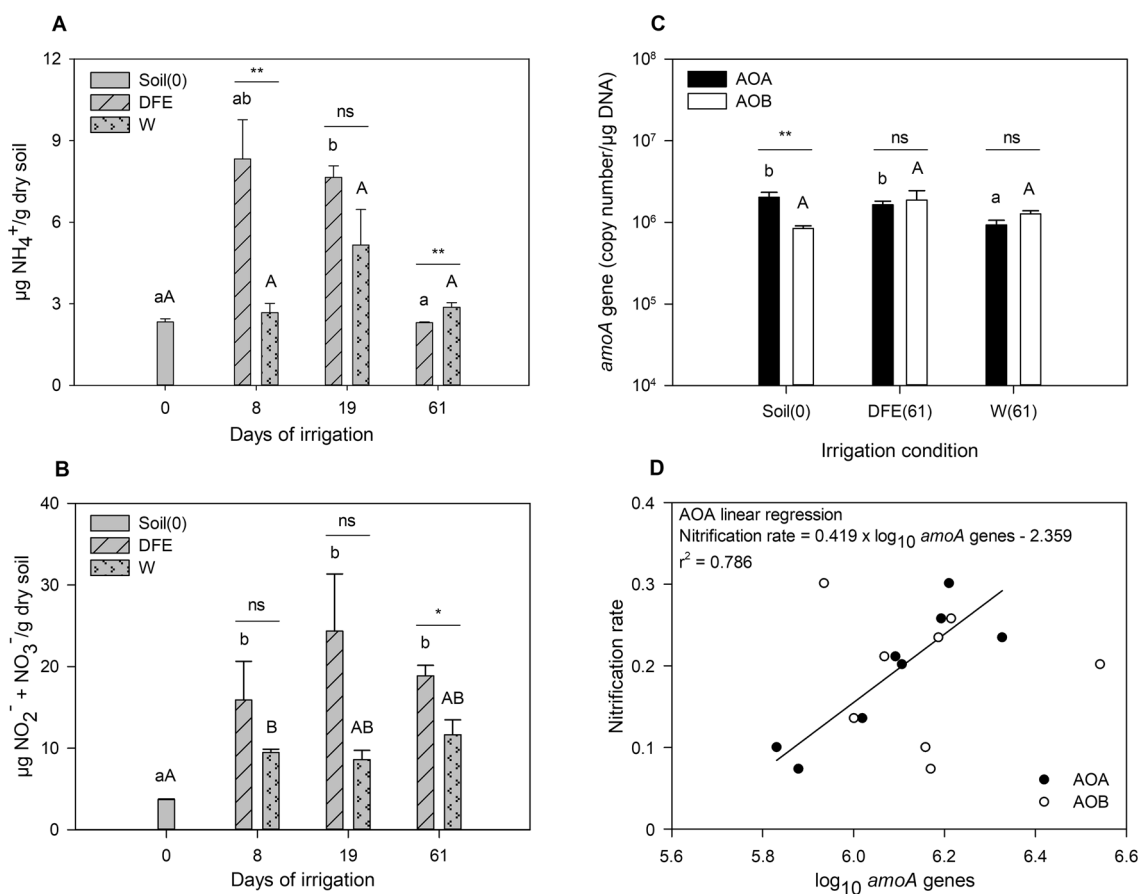 A
12
9
6
3
0
µg NH4+/g dry soil
Soil(0)
DFE
W
aA
**
ab
A
ns
b
A
**
a
A
0 8 19 61
Days of irrigation
B
40
30
20
10
0
µg NO2- + NO3-/g dry soil
Soil(0)
DFE
W
aA
ns
b
B
ns
b
AB
*
b
AB
0 8 19 61
Days of irrigation
C
10^8
10^7
10^6
10^5
10^4
amoA gene (copy number/µg DNA)
AOA
AOB
**
b
A
ns
b
A
ns
a
A
Soil(0) DFE(61) W(61)
Irrigation condition
D
0.4
0.3
0.2
0.1
0
Nitrification rate
AOA linear regression
Nitrification rate = 0.419 x log10 amoA genes - 2.359
r2 = 0.786
AOA
AOB
5.6 5.8 6.0 6.2 6.4 6.6
log10 amoA genes